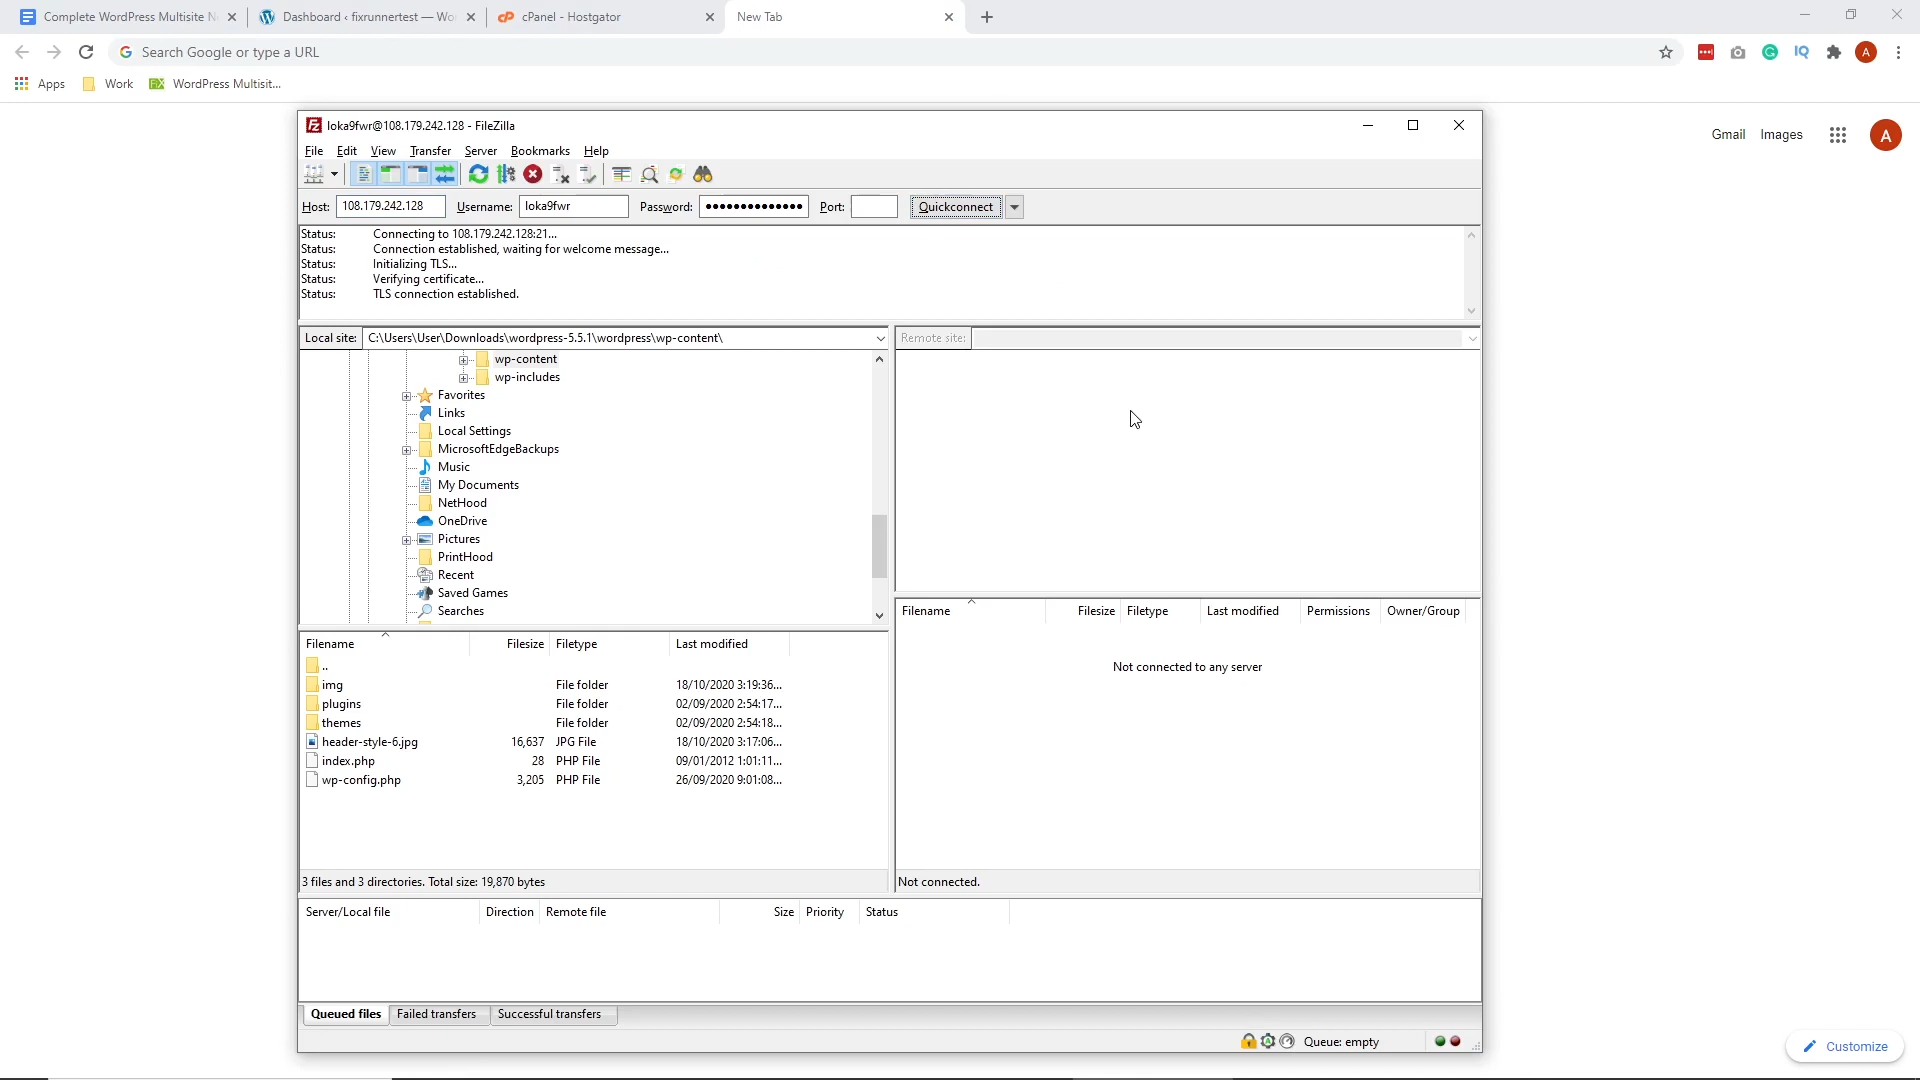 Complete WordPress Multisite N
Dashboard ‹ fixrunnertest — Wo
cPanel - Hostgator
New Tab
Search Google or type a URL
Apps
Work
WordPress Multisit...
Gmail
Images
A
loka9fwr@108.179.242.128 - FileZilla
File Edit View Transfer Server Bookmarks Help
Host: 108.179.242.128 Username: loka9fwr Password: ●●●●●●●●●●●●●● Port: Quickconnect
Status: Connecting to 108.179.242.128:21...
Status: Connection established, waiting for welcome message...
Status: Initializing TLS...
Status: Verifying certificate...
Status: TLS connection established.
Local site: C:\Users\User\Downloads\wordpress-5.5.1\wordpress\wp-content\
Remote site:
wp-content
wp-includes
Favorites
Links
Local Settings
MicrosoftEdgeBackups
Music
My Documents
NetHood
OneDrive
Pictures
PrintHood
Recent
Saved Games
Searches
Filename Filesize Filetype Last modified
..
img File folder 18/10/2020 3:19:36...
plugins File folder 02/09/2020 2:54:17...
themes File folder 02/09/2020 2:54:18...
header-style-6.jpg 16,637 JPG File 18/10/2020 3:17:06...
index.php 28 PHP File 09/01/2012 1:01:11...
wp-config.php 3,205 PHP File 26/09/2020 9:01:08...
3 files and 3 directories. Total size: 19,870 bytes
Filename Filesize Filetype Last modified Permissions Owner/Group
Not connected to any server
Not connected.
Server/Local file Direction Remote file Size Priority Status
Queued files Failed transfers Successful transfers
Queue: empty
Customize